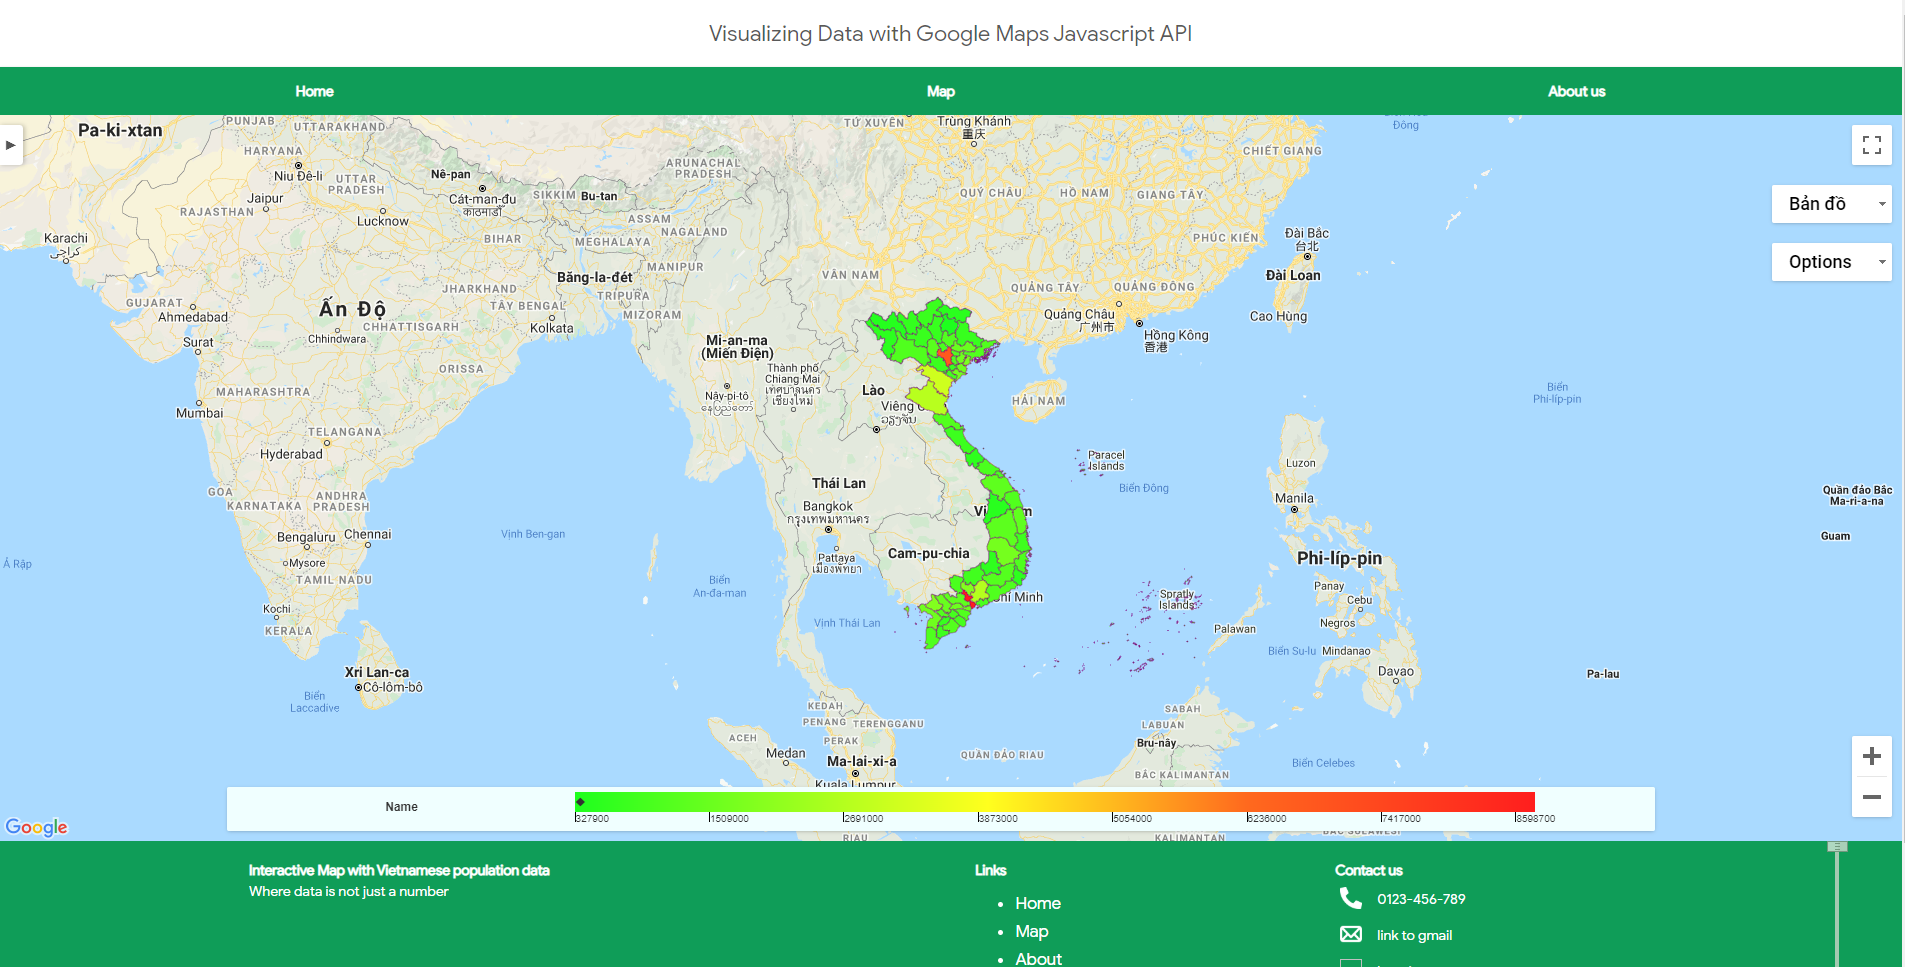 Visualizing Data with Google Maps Javascript API
Home
Map
About us
Pa-ki-xtan
PUNJAB
UTTARAKHAND
TỨ XUYÊN
Trùng Khánh
重庆
Đông
CHIẾT GIANG
HARYANA
Niu Đê-li
UTTAR
PRADESH
Nê-pan
ARUNACHAL
PRADESH
Cát-man-đu
काठमाडौं
SIKKIM
Bu-tan
QUÝ CHÂU
HỒ NAM
GIANG TÂY
Bản đồ
Jaipur
RAJASTHAN
Lucknow
ASSAM
NAGALAND
Karachi
كراچى
BIHAR
MEGHALAYA
PHÚC KIẾN
Đài Bắc
台北
Options
Băng-la-đét
MANIPUR
VÂN NAM
Đài Loan
TRIPURA
MIZORAM
JHARKHAND
TÂY BENGAL
QUẢNG TÂY
QUẢNG ĐÔNG
GUJARAT
Ahmedabad
Ấn Độ
CHHATTISGARH
Chhindwara
Kolkata
Quảng Châu
广州市
Cao Hùng
Surat
Mi-an-ma
(Miến Điện)
Hồng Kông
香港
ORISSA
Thành phố
Chiang Mai
เทศบาลนคร
เชียงใหม่
MAHARASHTRA
Mumbai
Nây-pi-tô
နေပြည်တော်
Lào
Viêng C
ວຽງຈັນ
HẢI NAM
Biển
Phi-líp-pin
TELANGANA
Hyderabad
Paracel
Islands
Luzon
Thái Lan
Biển Đông
GOA
KARNATAKA
ANDHRA
PRADESH
Bangkok
กรุงเทพมหานคร
Vi
m
Manila
Quần đảo Bắc
Ma-ri-a-na
Bengaluru
Chennai
Vịnh Ben-gan
Guam
Mysore
Pattaya
เมืองพัทยา
Cam-pu-chia
Phi-líp-pin
Ả Rập
TAMIL NADU
Biển
An-đa-man
Spratly
Islands
hí Minh
Panay
Cebu
Kochi
KERALA
Vịnh Thái Lan
Palawan
Negros
Biển Su-lu
Mindanao
Xri Lan-ca
Cô-lôm-bô
Davao
Pa-lau
Biển
Laccadive
KEDAH
PENANG
TERENGGANU
SABAH
LABUAN
ACEH
PERAK
Medan
Ma-lai-xi-a
Kuala Lumpur
QUẦN ĐẢO RIAU
Bru-nây
BẮC KALIMANTAN
Biển Celebes
Name
327900
1509000
2691000
3873000
5054000
6236000
7417000
8598700
Google
RIAU
KALIMANTAN
BẮC SULAWESI
Interactive Map with Vietnamese population data
Where data is not just a number
Links
Home
Map
About
Contact us
0123-456-789
link to gmail